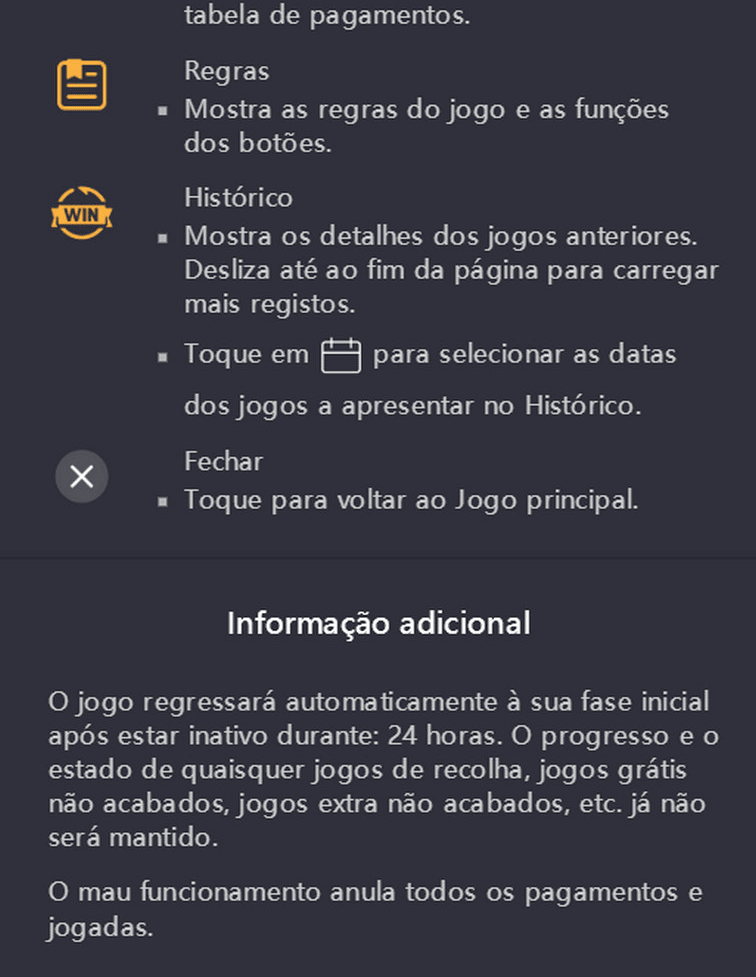 tabela de pagamentos.
Regras
▪ Mostra as regras do jogo e as funções
dos botões.
WIN
Histórico
▪ Mostra os detalhes dos jogos anteriores.
Desliza até ao fim da página para carregar
mais registos.
▪ Toque em para selecionar as datas
dos jogos a apresentar no Histórico.
Fechar
▪ Toque para voltar ao Jogo principal.
Informação adicional
O jogo regressará automaticamente à sua fase inicial
após estar inativo durante: 24 horas. O progresso e o
estado de quaisquer jogos de recolha, jogos grátis
não acabados, jogos extra não acabados, etc. já não
será mantido.
O mau funcionamento anula todos os pagamentos e
jogadas.